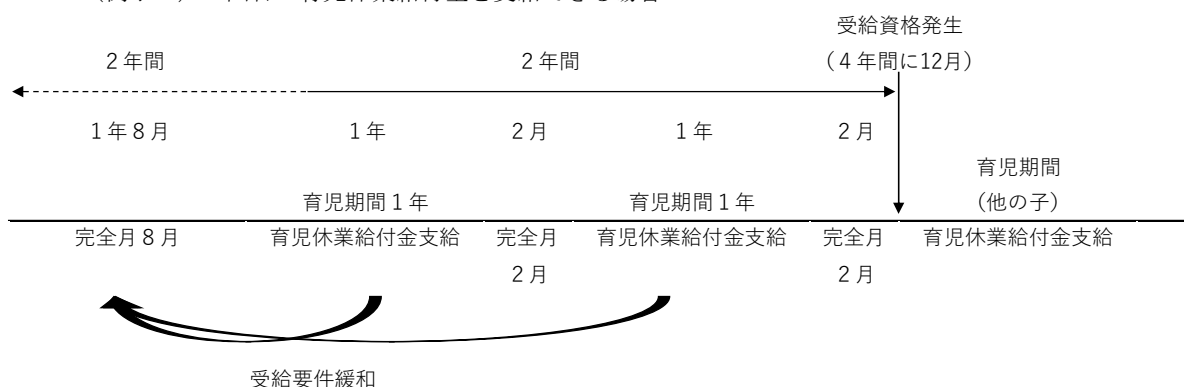 受給資格発生
２年間 ２年間 （４年間に12月）
１年８月 １年 ２月 １年 ２月
育児期間
育児期間１年 育児期間１年 （他の子）
完全月８月 育児休業給付金支給 完全月 育児休業給付金支給 完全月 育児休業給付金支給
２月 ２月
受給要件緩和